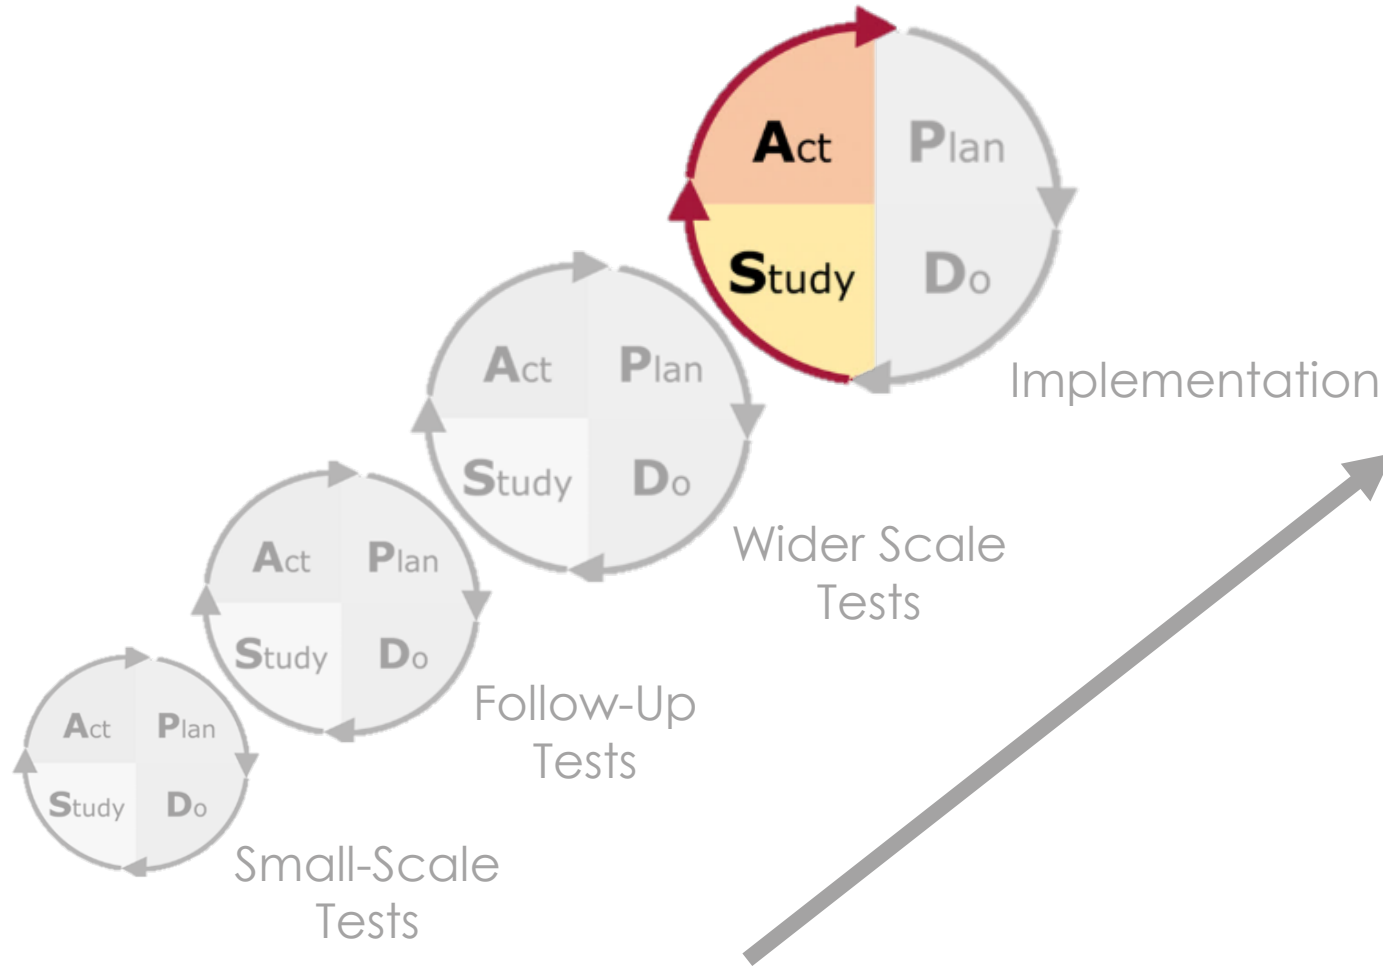 Act Plan
Study Do
Implementation
Act Plan
Study Do
Wider Scale
Tests
Act Plan
Study Do
Follow-Up
Tests
Act Plan
Study Do
Small-Scale
Tests